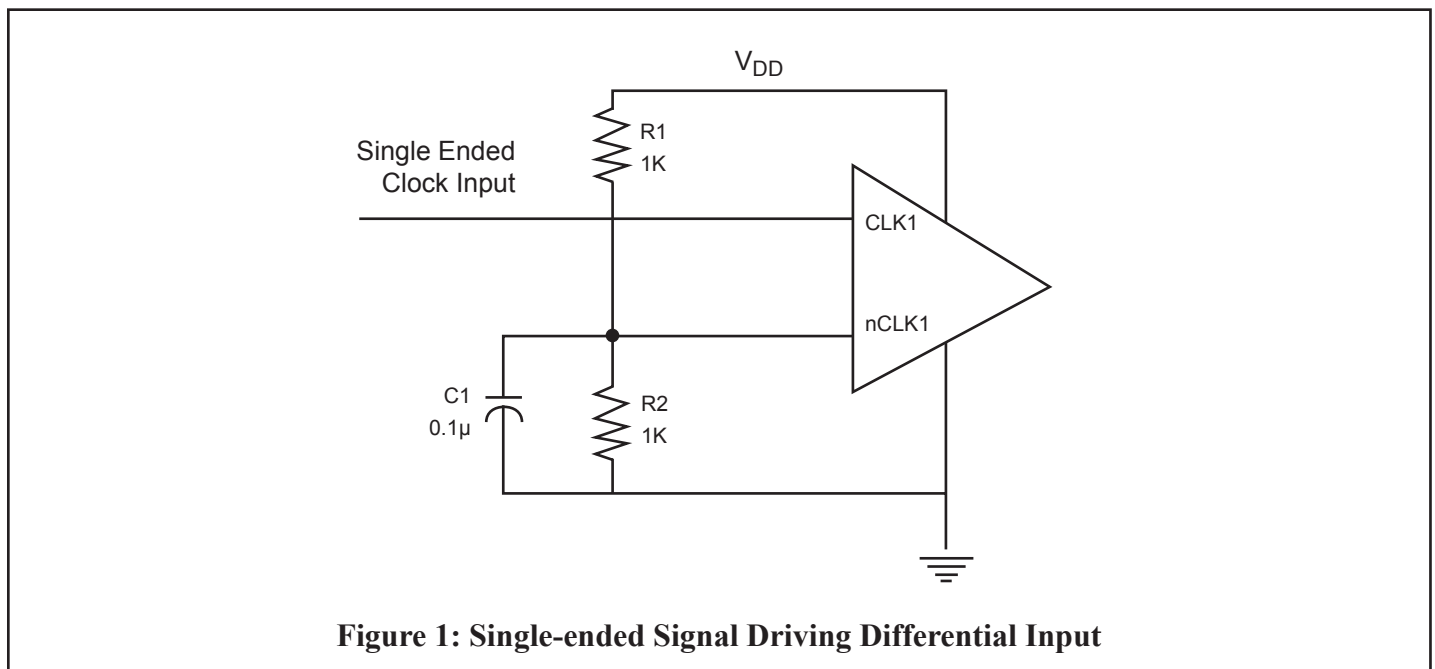 VDD
R1
1K
Single Ended
Clock Input
CLK1
nCLK1
C1
0.1µ
R2
1K
Figure 1: Single-ended Signal Driving Differential Input